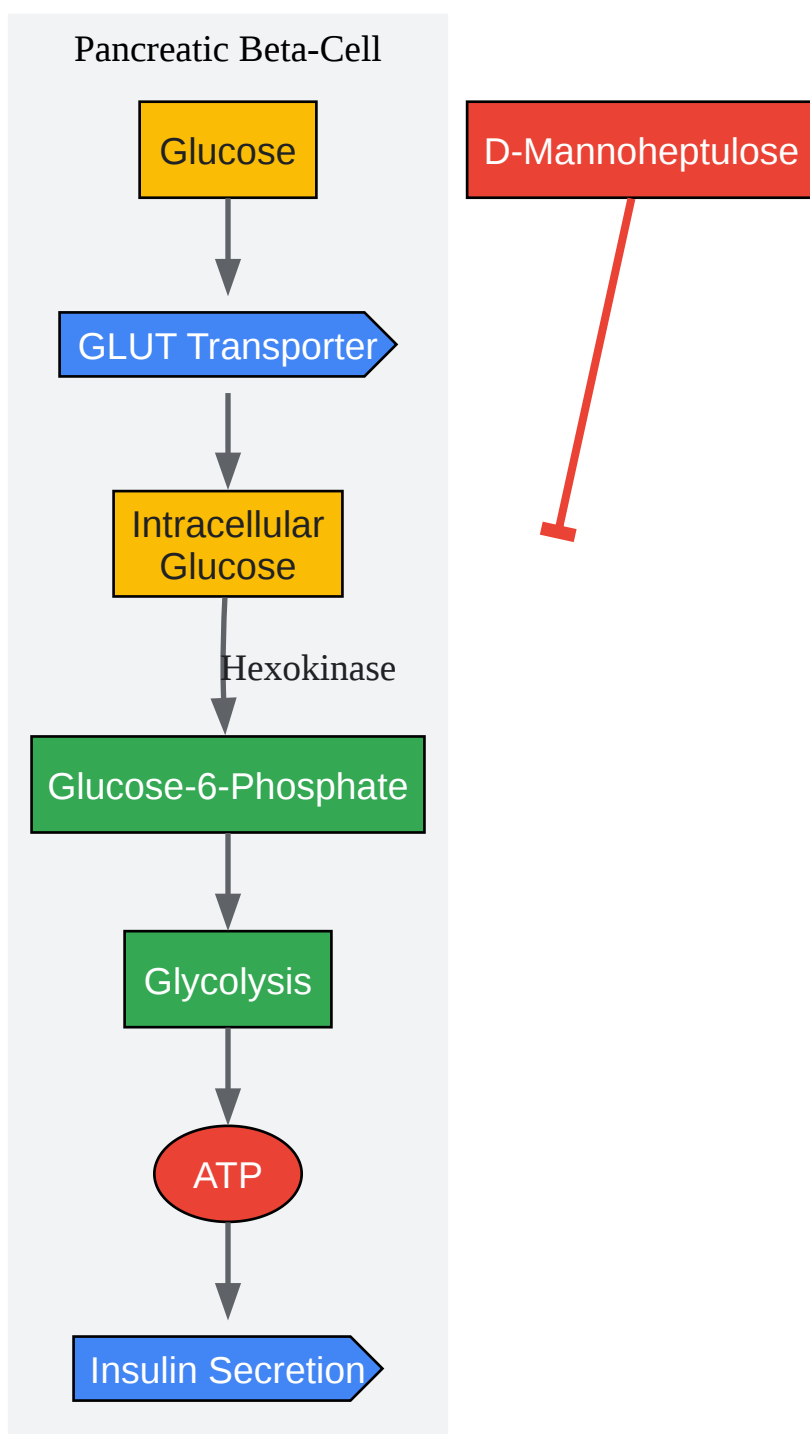 Pancreatic Beta-Cell
Glucose
D-Mannoheptulose
GLUT Transporter
Intracellular
Glucose
Hexokinase
Glucose-6-Phosphate
Glycolysis
ATP
Insulin Secretion